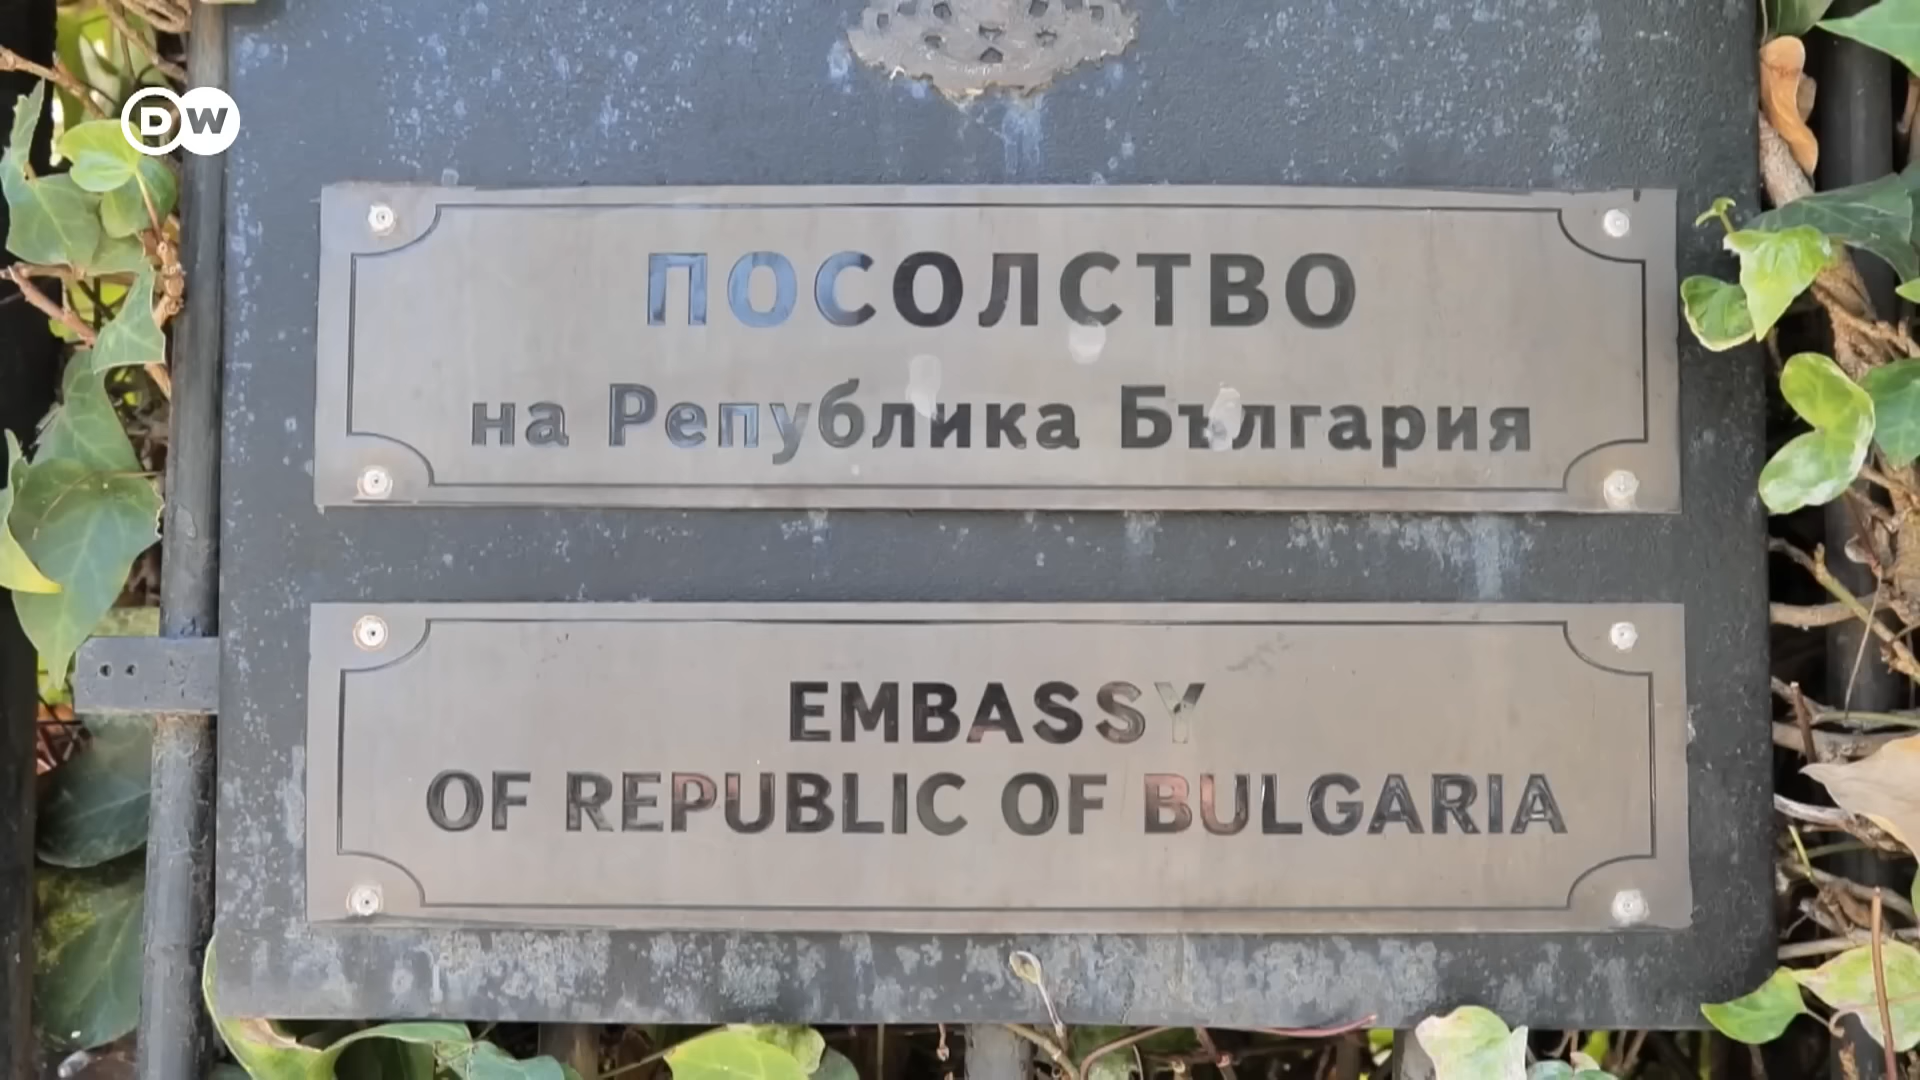 DW
ПОСОЛСТВО
на Република България
EMBASSY
OF REPUBLIC OF BULGARIA